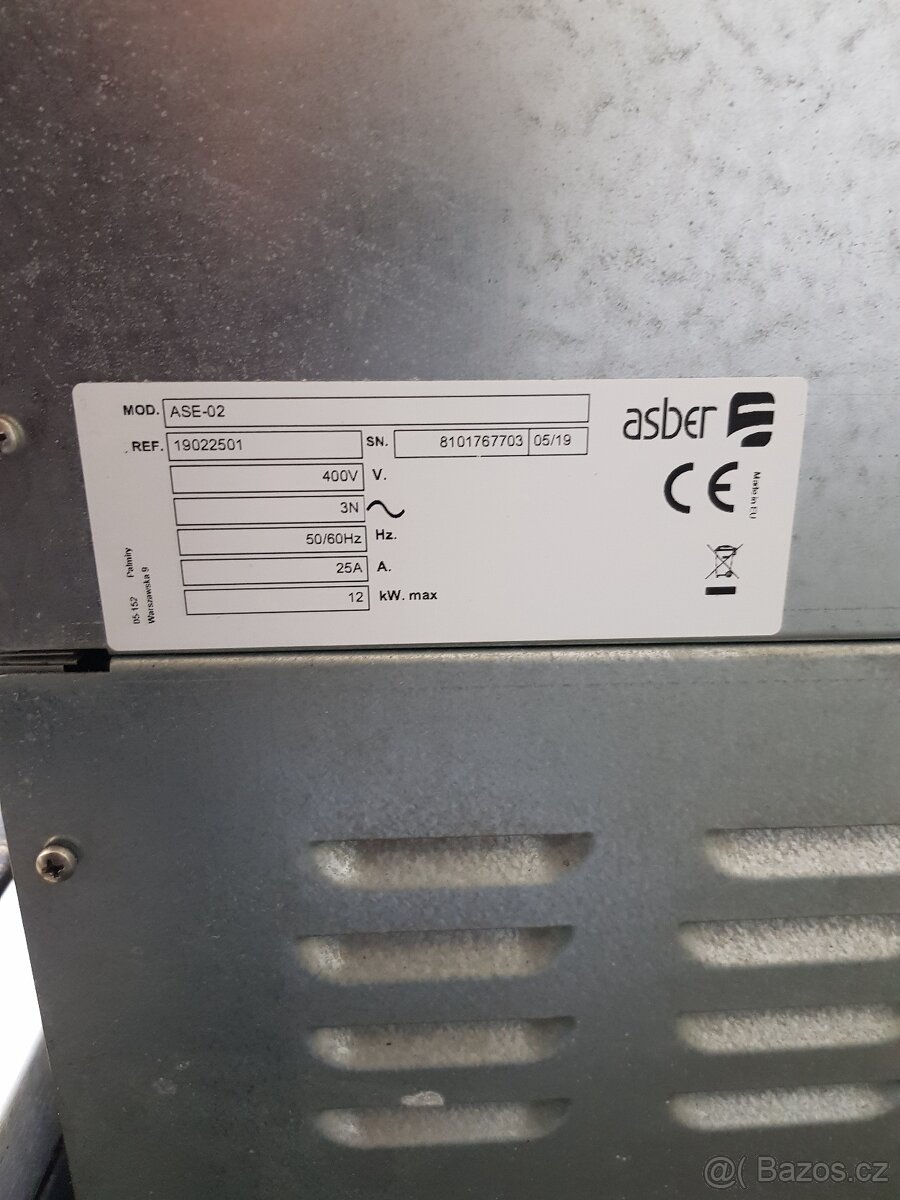 MOD. ASE-02
asber
REF. 19022501 SN. 8101767703 05/19
400V V.
3N
50/60Hz Hz.
25A A.
12 kW. max
CE
Made in EU
05-152 Palmiry
Warszawska 9
@( Bazos.cz